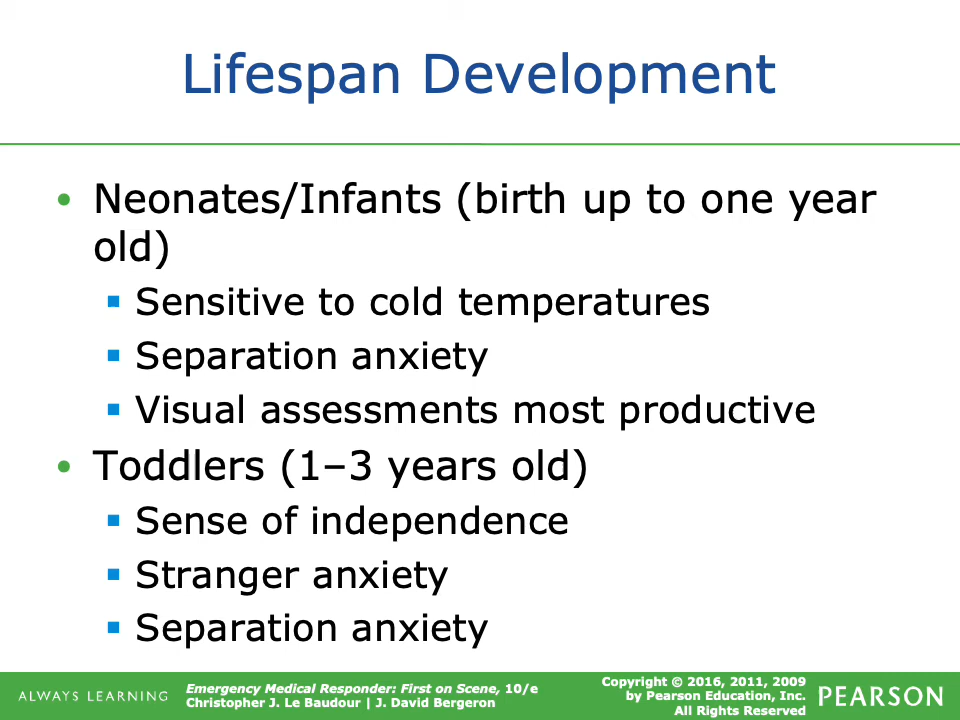 Lifespan Development
• Neonates/Infants (birth up to one year
old)
▪ Sensitive to cold temperatures
▪ Separation anxiety
▪ Visual assessments most productive
• Toddlers (1–3 years old)
▪ Sense of independence
▪ Stranger anxiety
▪ Separation anxiety
ALWAYS LEARNING
Emergency Medical Responder: First on Scene, 10/e
Christopher J. Le Baudour | J. David Bergeron
Copyright © 2016, 2011, 2009
by Pearson Education, Inc.
All Rights Reserved
PEARSON